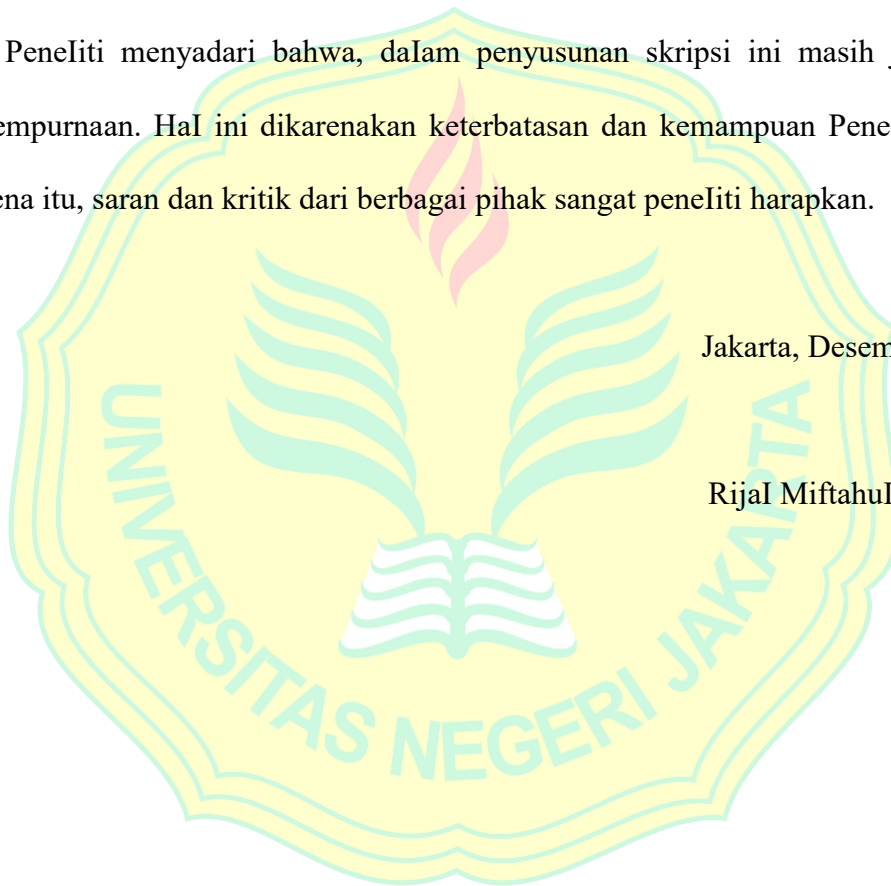 PeneIiti menyadari bahwa, daIam penyusunan skripsi ini masih j
empurnaan. HaI ini dikarenakan keterbatasan dan kemampuan Pene
ena itu, saran dan kritik dari berbagai pihak sangat peneIiti harapkan.
Jakarta, Desem
RijaI MiftahuI
UNIVERSITAS NEGERI JAKARTA